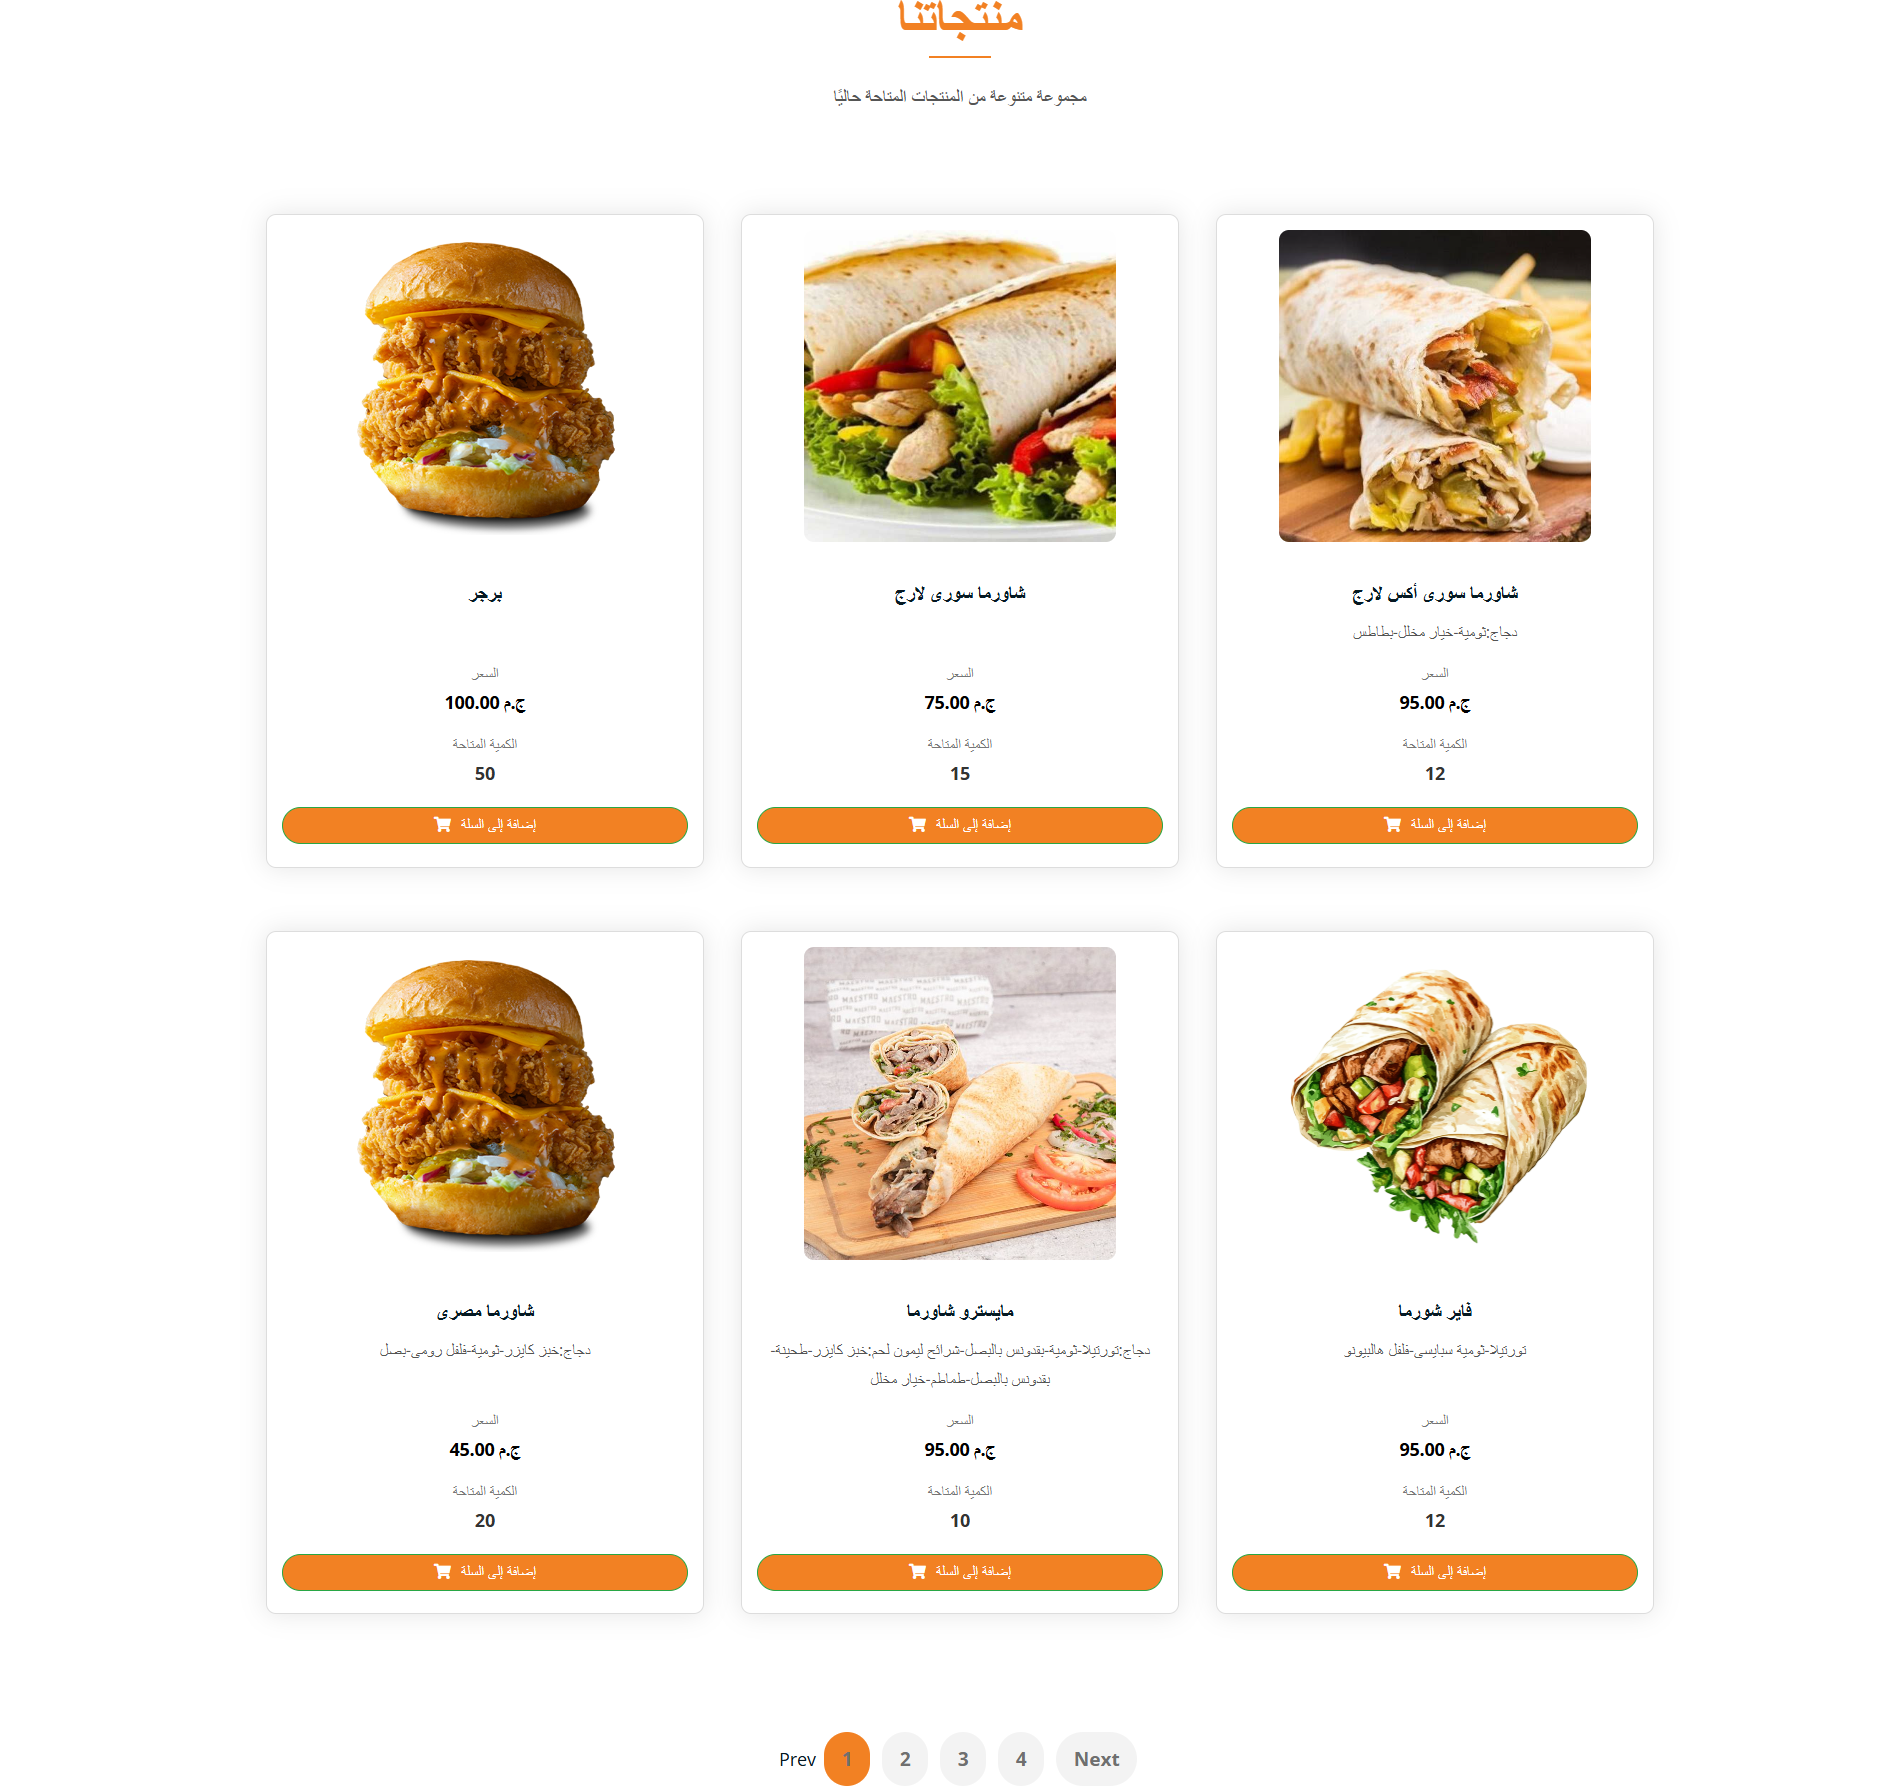 منتجاتنا
مجموعة متنوعة من المنتجات المتاحة حاليًا
شاورما سورى أكس لارج
دجاج:ثومية-خيار مخلل-بطاطس
السعر
95.00 ج.م
الكمية المتاحة
12
إضافة إلى السلة
شاورما سورى لارج
السعر
75.00 ج.م
الكمية المتاحة
15
إضافة إلى السلة
برجر
السعر
100.00 ج.م
الكمية المتاحة
50
إضافة إلى السلة
فاير شورما
تورتيلا-ثومية سبايسى-فلفل هالبينو
السعر
95.00 ج.م
الكمية المتاحة
12
إضافة إلى السلة
MAESTRO MAESTRO MAESTRO
مايسترو شاورما
دجاج:تورتيلا-ثومية-بقدونس بالبصل-شرائح ليمون لحم:خبز كايزر-طحينة-
بقدونس بالبصل-طماطم-خيار مخلل
السعر
95.00 ج.م
الكمية المتاحة
10
إضافة إلى السلة
شاورما مصرى
دجاج:خبز كايزر-ثومية-فلفل رومى-بصل
السعر
45.00 ج.م
الكمية المتاحة
20
إضافة إلى السلة
Prev 1 2 3 4 Next